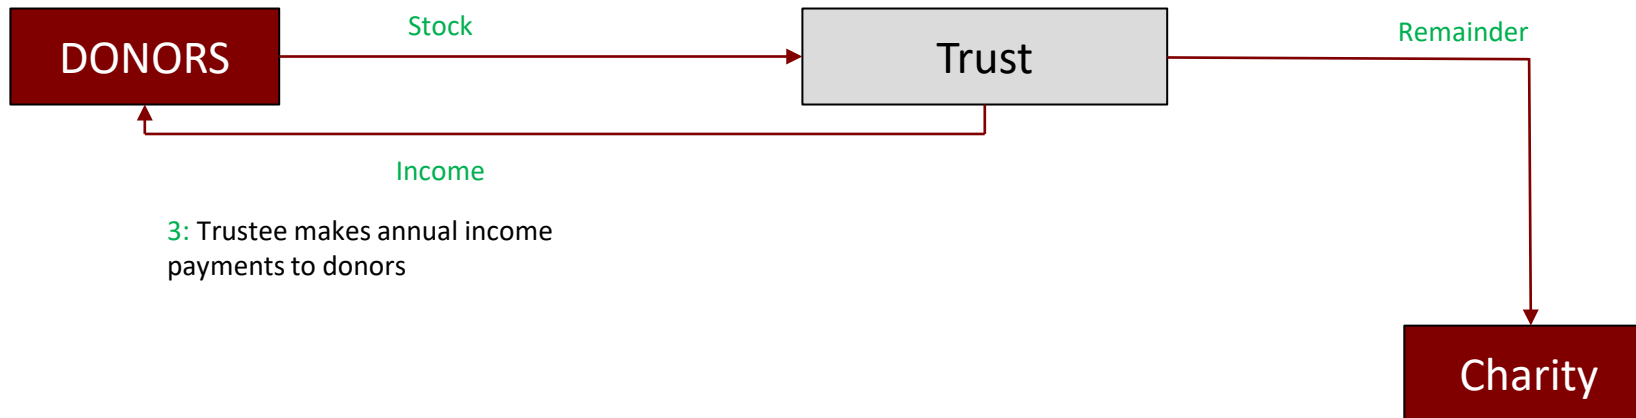 DONORS
Stock
Trust
Remainder
Income
3: Trustee makes annual income
payments to donors
Charity